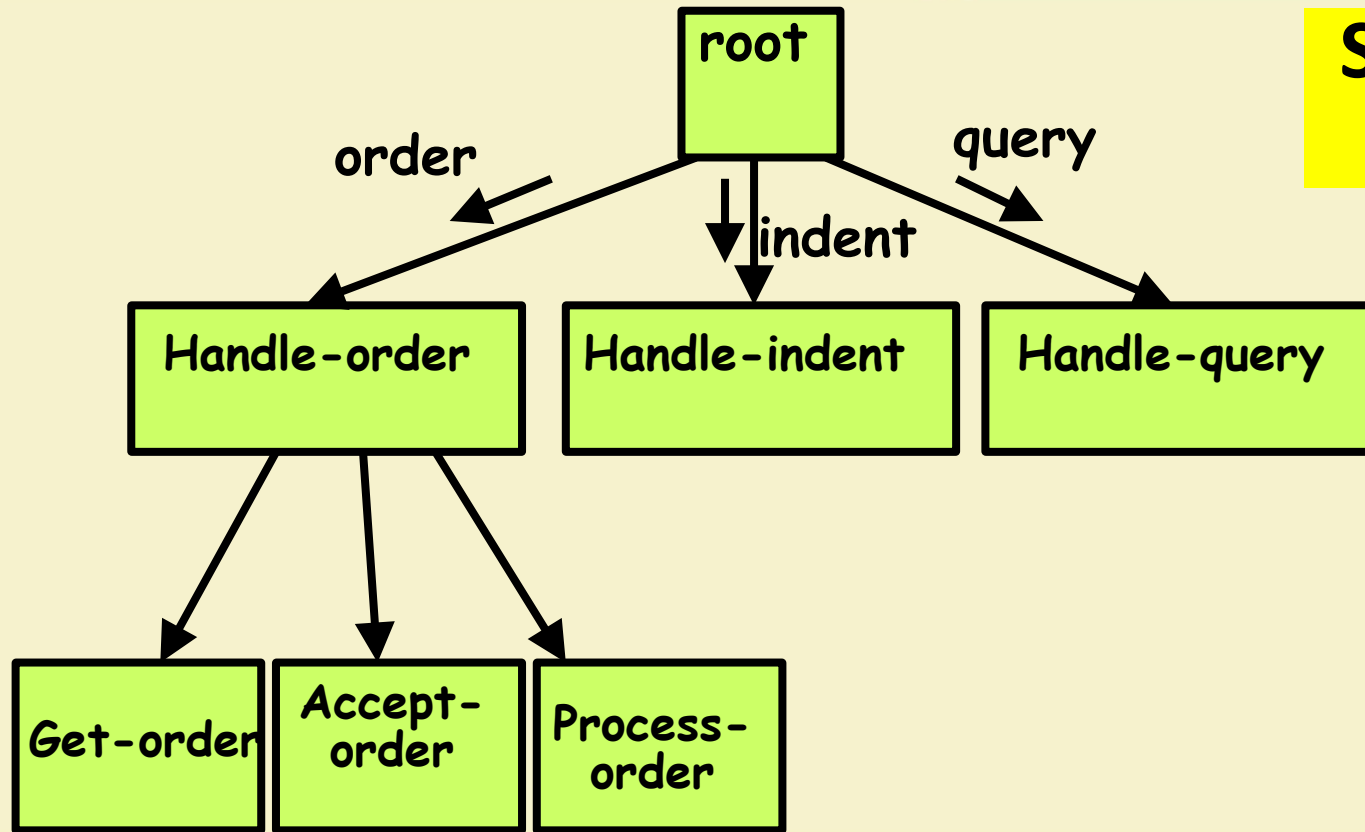 root
order
query
indent
Handle-order
Handle-indent
Handle-query
Get-order
Accept-
order
Process-
order